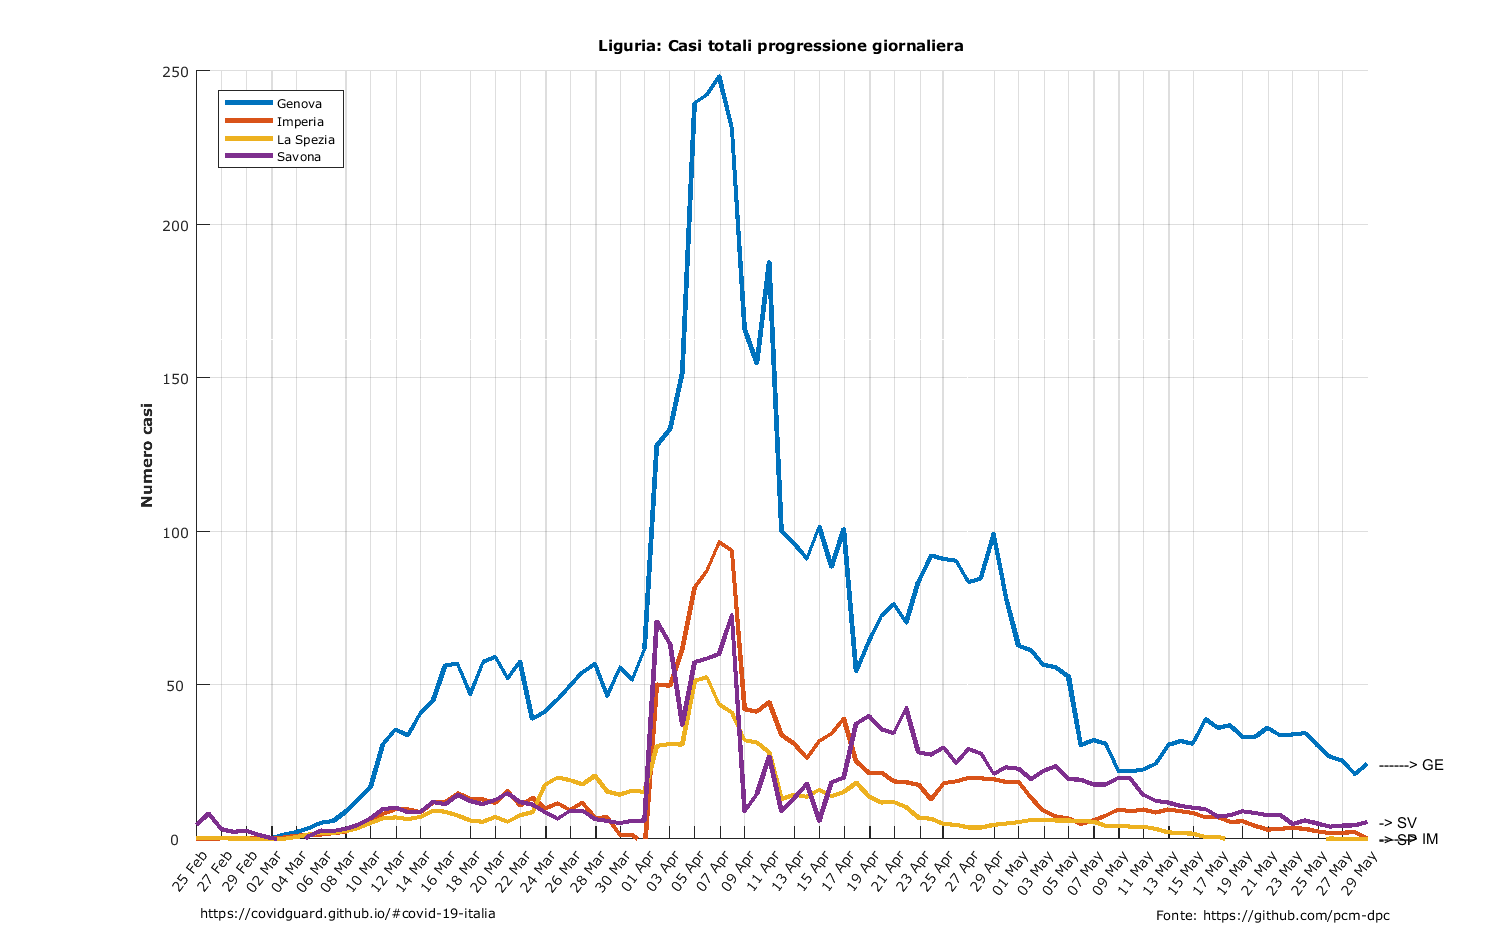 Liguria: Casi totali progressione giornaliera
Numero casi
250
200
150
100
50
0
Genova
Imperia
La Spezia
Savona
------> GE
-> SV
-> SP
-----> IM
25 Feb
27 Feb
29 Feb
02 Mar
04 Mar
06 Mar
08 Mar
10 Mar
12 Mar
14 Mar
16 Mar
18 Mar
20 Mar
22 Mar
24 Mar
26 Mar
28 Mar
30 Mar
01 Apr
03 Apr
05 Apr
07 Apr
09 Apr
11 Apr
13 Apr
15 Apr
17 Apr
19 Apr
21 Apr
23 Apr
25 Apr
27 Apr
29 Apr
01 May
03 May
05 May
07 May
09 May
11 May
13 May
15 May
17 May
19 May
21 May
23 May
25 May
27 May
29 May
https://covidguard.github.io/#covid-19-italia
Fonte: https://github.com/pcm-dpc